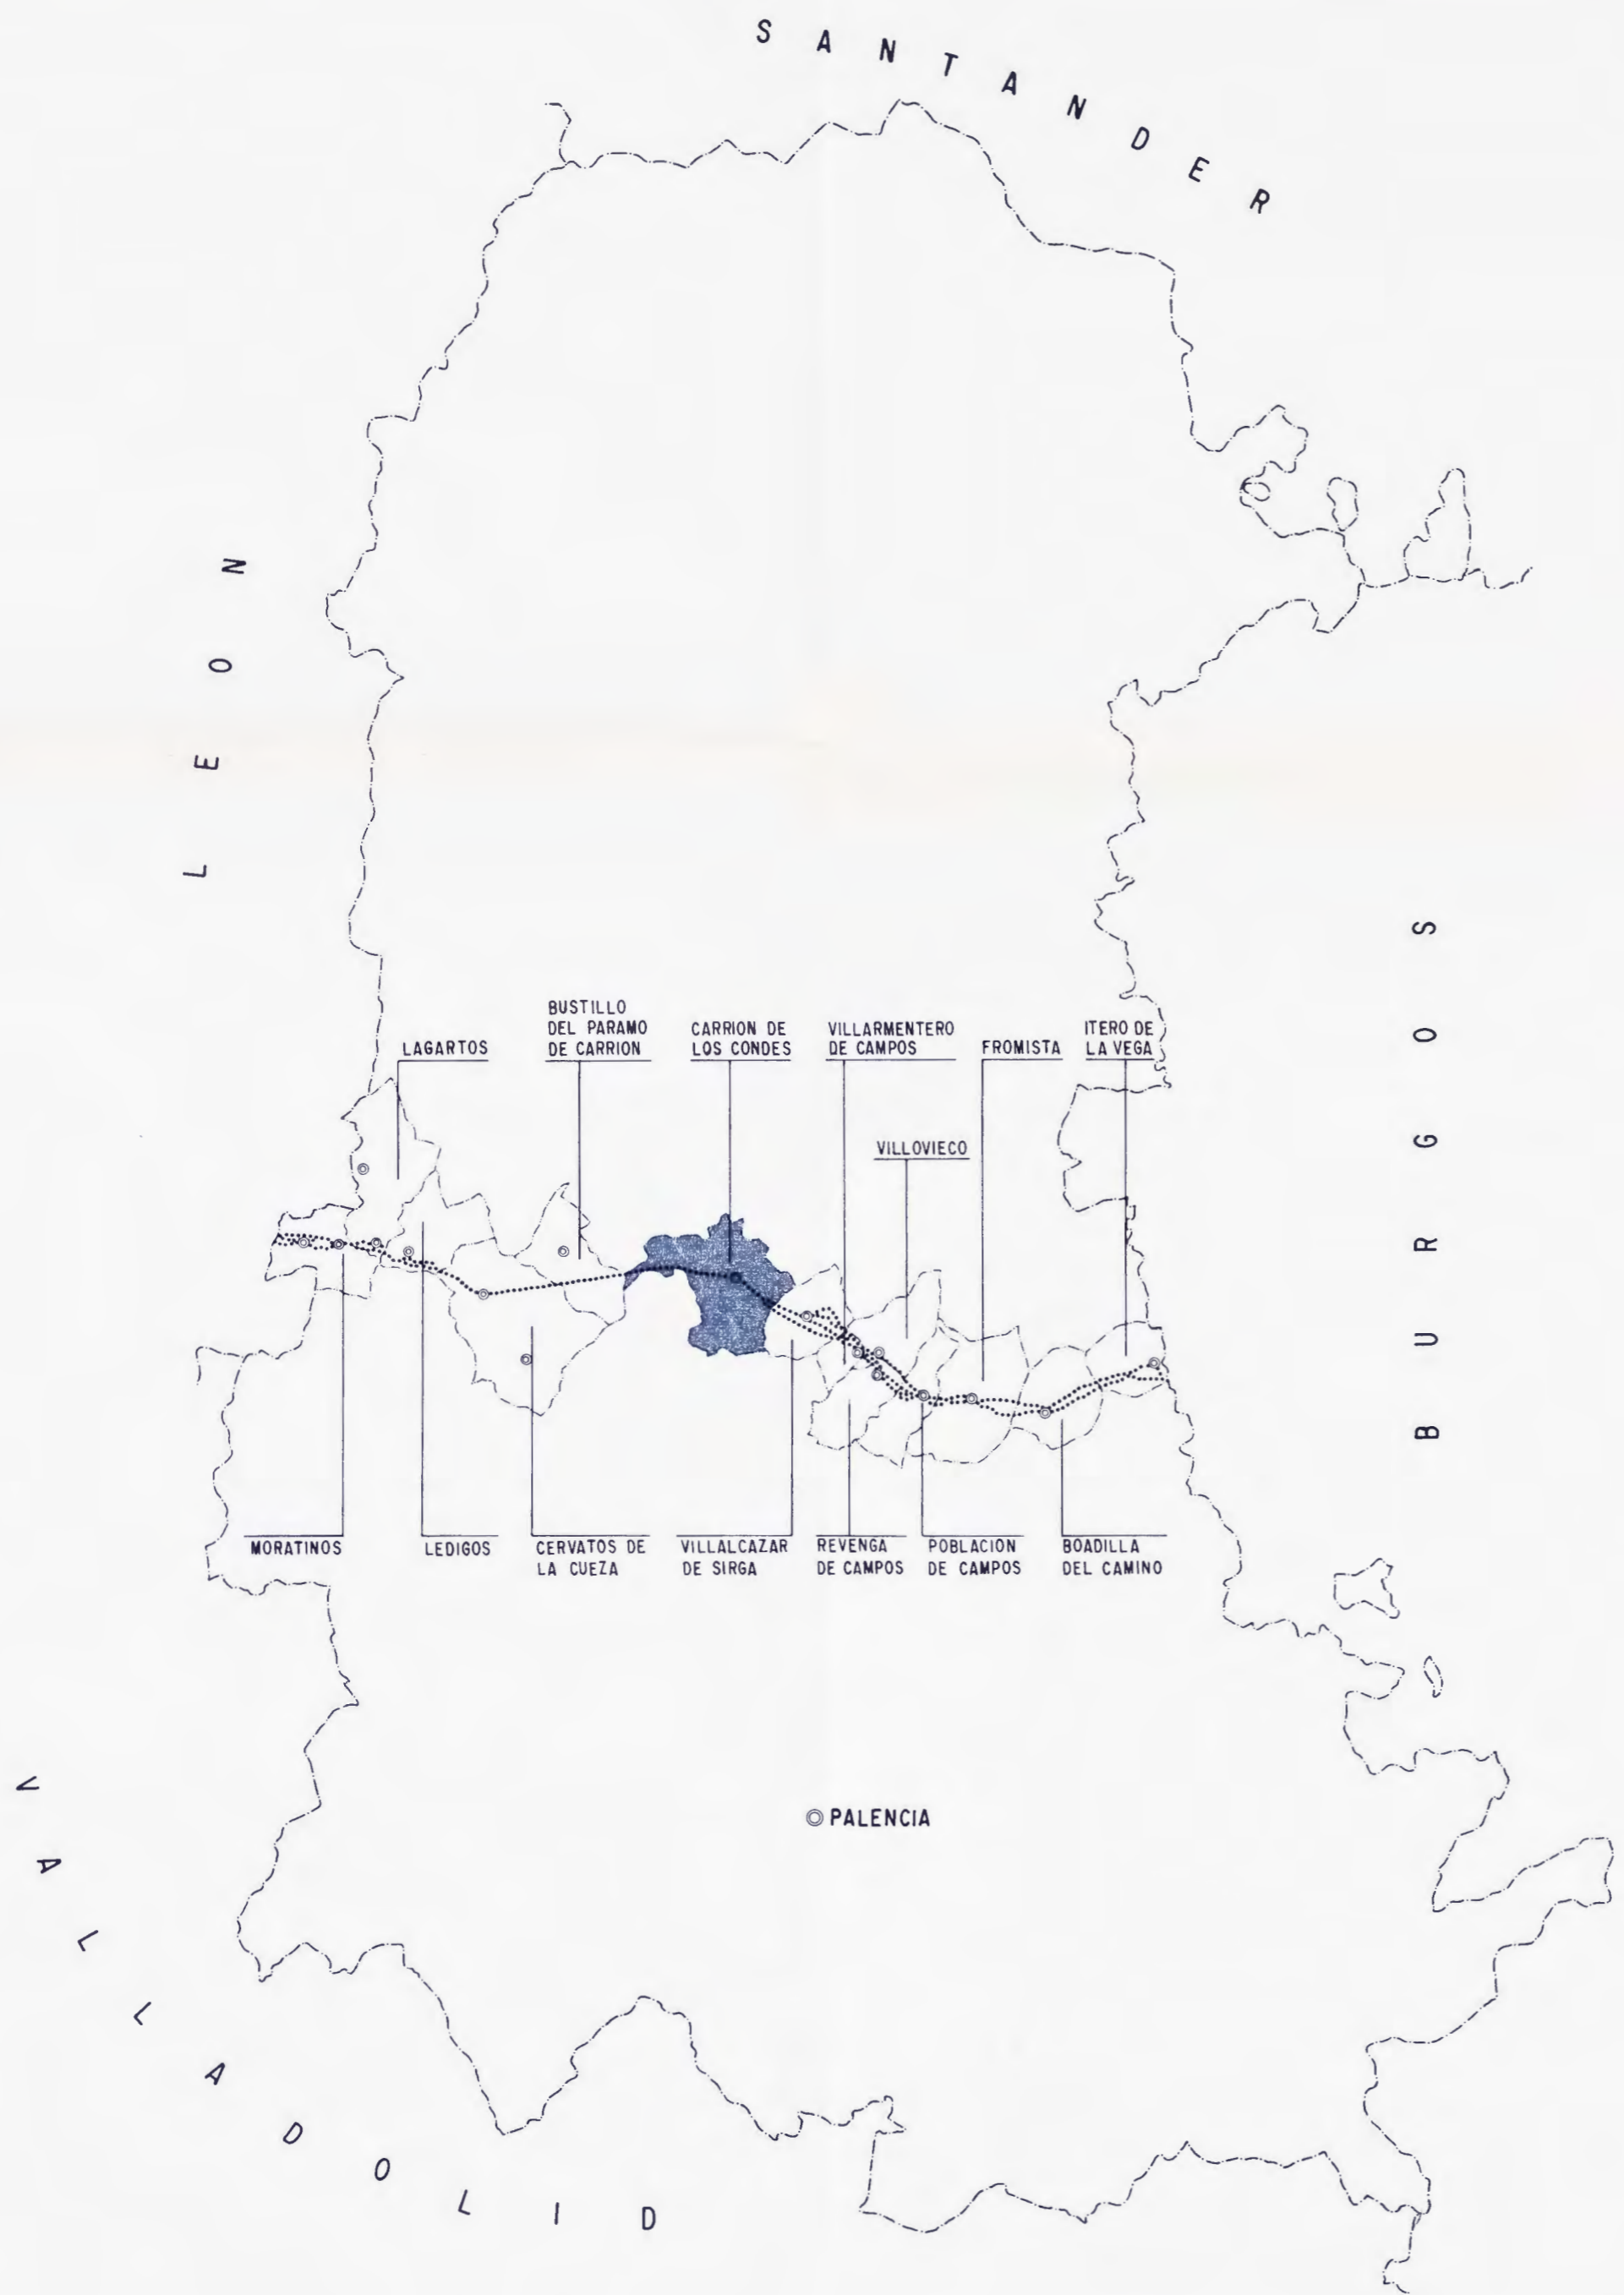 SANTANDER
LEON
BURGOS
LAGARTOS
BUSTILLO
DEL PARAMO
DE CARRION
CARRION DE
LOS CONDES
VILLARMENTERO
DE CAMPOS
FROMISTA
ITERO DE
LA VEGA
VILLOVIECO
MORATINOS
LEDIGOS
CERVATOS DE
LA CUEZA
VILLALCAZAR
DE SIRGA
REVENGA
DE CAMPOS
POBLACION
DE CAMPOS
BOADILLA
DEL CAMINO
PALENCIA
VALLADOLID